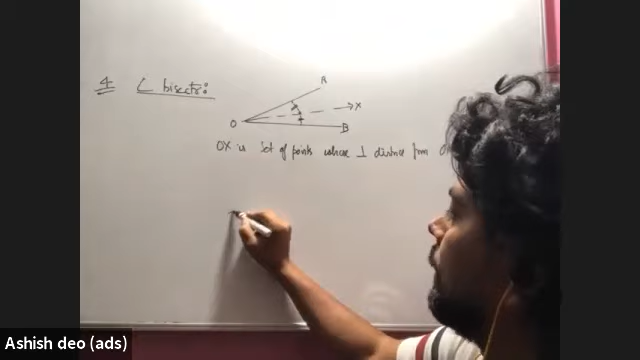 4 ∠ bisector:
A
X
O
B
OX is set of points whose ⊥ distance from O
Ashish deo (ads)